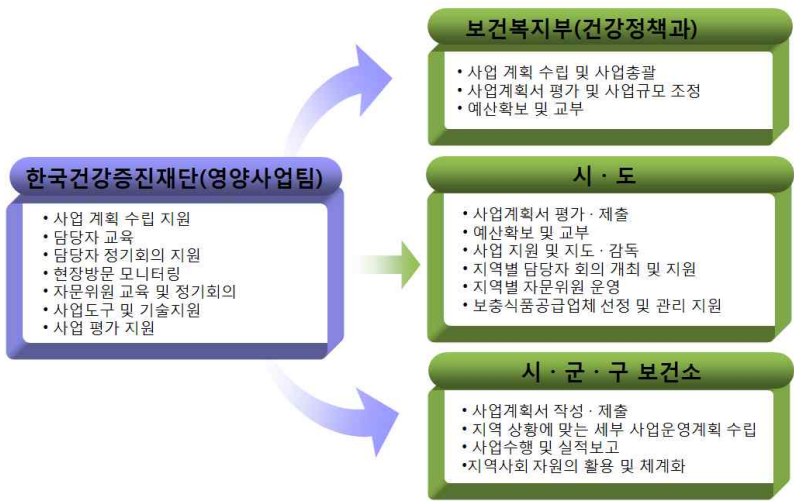 한국건강증진재단(영양사업팀)
• 사업 계획 수립 지원
• 담당자 교육
• 담당자 정기회의 지원
• 현장방문 모니터링
• 자문위원 교육 및 정기회의
• 사업도구 및 기술지원
• 사업 평가 지원
보건복지부(건강정책과)
• 사업 계획 수립 및 사업총괄
• 사업계획서 평가 및 사업규모 조정
• 예산확보 및 교부
시 · 도
• 사업계획서 평가 · 제출
• 예산확보 및 교부
• 사업 지원 및 지도 · 감독
• 지역별 담당자 회의 개최 및 지원
• 지역별 자문위원 운영
• 보충식품공급업체 선정 및 관리 지원
시 · 군 · 구 보건소
• 사업계획서 작성 · 제출
• 지역 상황에 맞는 세부 사업운영계획 수립
• 사업수행 및 실적보고
•지역사회 자원의 활용 및 체계화